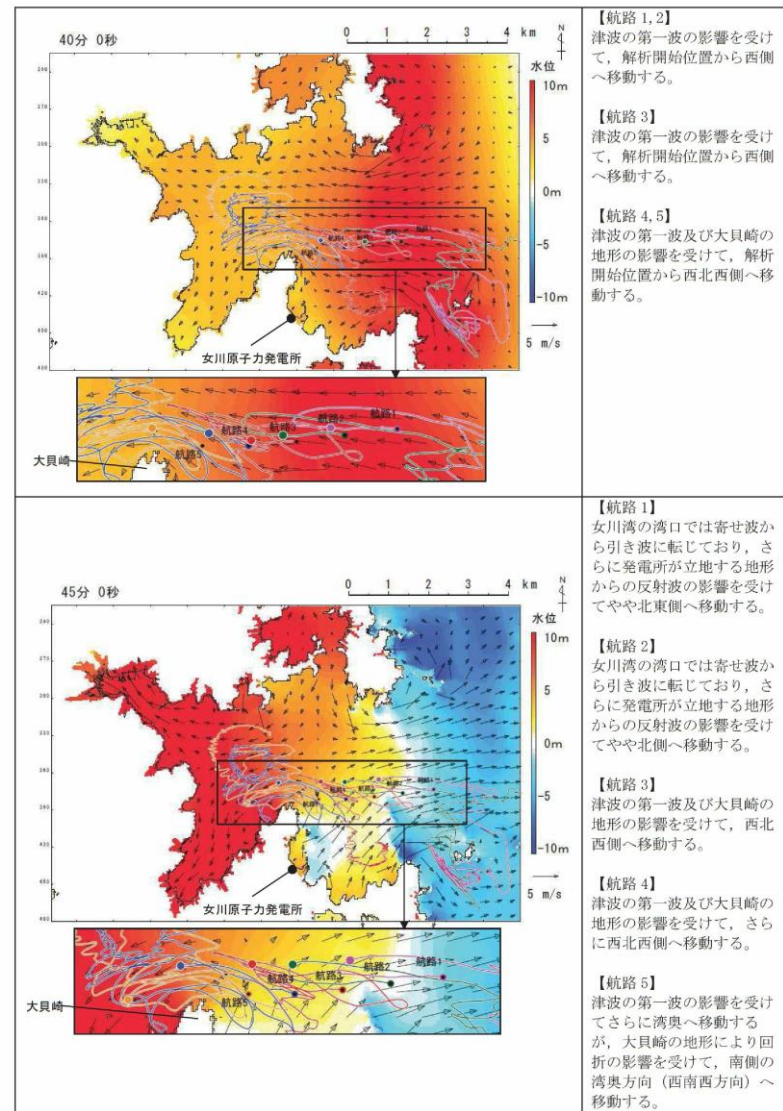 40分 0秒
0 1 2 3 4 km
N
水位
10m
5
0m
−5
−10m
5 m/s
女川原子力発電所
航路1
航路2
航路3
航路4
航路5
大貝崎
【航路 1,2】
津波の第一波の影響を受け
て，解析開始位置から西側
へ移動する。
【航路 3】
津波の第一波の影響を受け
て，解析開始位置から西側
へ移動する。
【航路 4,5】
津波の第一波及び大貝崎の
地形の影響を受けて，解析
開始位置から西北西側へ移
動する。
45分 0秒
0 1 2 3 4 km
N
水位
10m
5
0m
−5
−10m
5 m/s
女川原子力発電所
航路1
航路2
航路3
航路4
航路5
大貝崎
【航路 1】
女川湾の湾口では寄せ波か
ら引き波に転じており，さ
らに発電所が立地する地形
からの反射波の影響を受け
てやや北東側へ移動する。
【航路 2】
女川湾の湾口では寄せ波か
ら引き波に転じており，さ
らに発電所が立地する地形
からの反射波の影響を受け
てやや北側へ移動する。
【航路 3】
津波の第一波及び大貝崎の
地形の影響を受けて，西北
西側へ移動する。
【航路 4】
津波の第一波及び大貝崎の
地形の影響を受けて，さら
に西北西側へ移動する。
【航路 5】
津波の第一波の影響を受け
てさらに湾奥へ移動する
が，大貝崎の地形により回
折の影響を受けて，南側の
湾奥方向（西南西方向）へ
移動する。